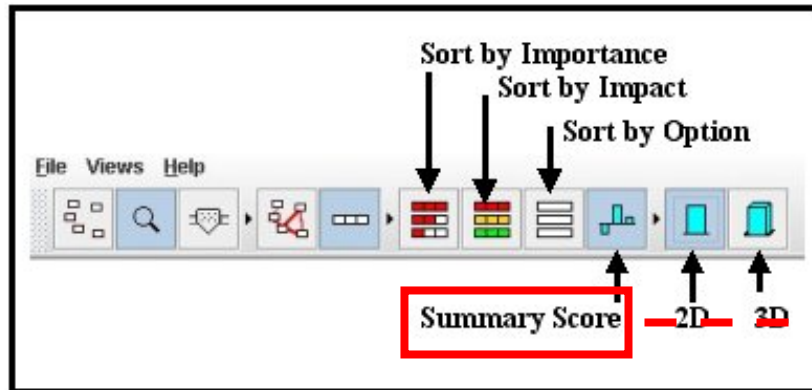 Sort by Importance
Sort by Impact
Sort by Option
File Views Help
Summary Score 2D 3D